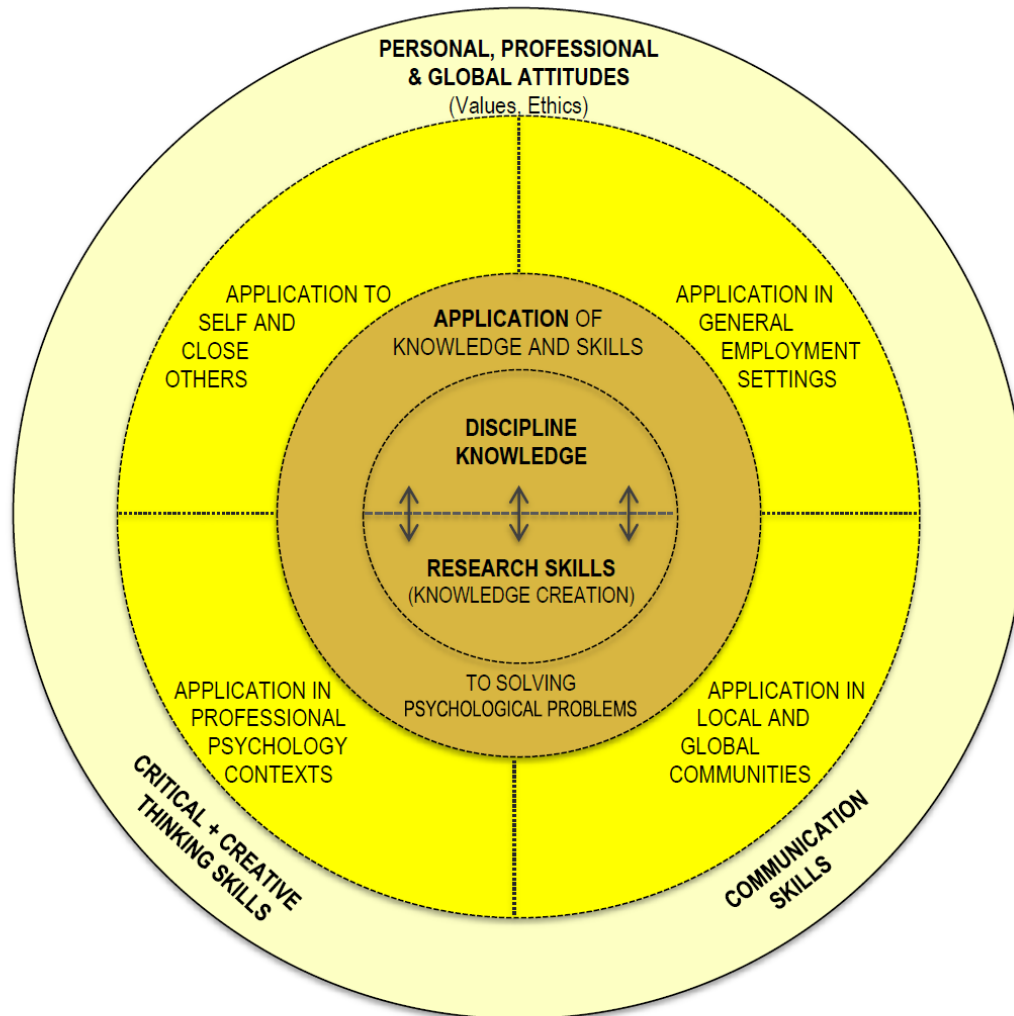 PERSONAL, PROFESSIONAL
& GLOBAL ATTITUDES
(Values, Ethics)
APPLICATION TO
SELF AND
CLOSE
OTHERS
APPLICATION IN
GENERAL
EMPLOYMENT
SETTINGS
APPLICATION OF
KNOWLEDGE AND SKILLS
DISCIPLINE
KNOWLEDGE
RESEARCH SKILLS
(KNOWLEDGE CREATION)
TO SOLVING
PSYCHOLOGICAL PROBLEMS
APPLICATION IN
PROFESSIONAL
PSYCHOLOGY
CONTEXTS
APPLICATION IN
LOCAL AND
GLOBAL
COMMUNITIES
CRITICAL + CREATIVE
THINKING SKILLS
COMMUNICATION
SKILLS